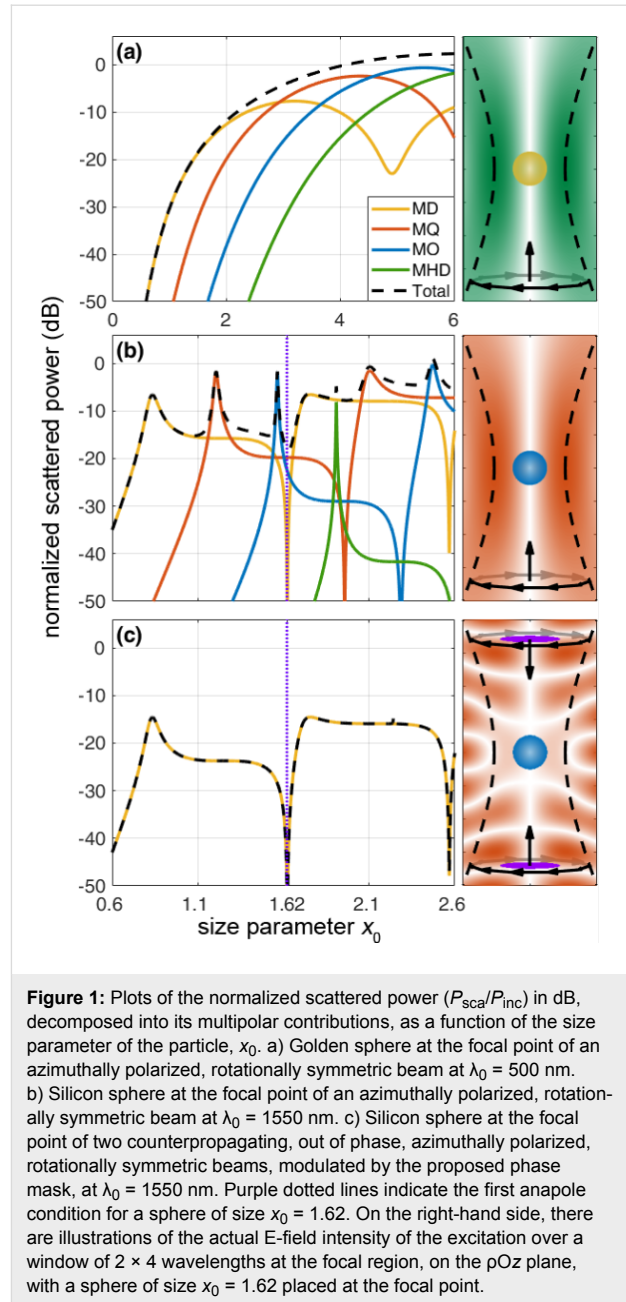 (a)
0
-10
-20
-30
-40
-50
MD
MQ
MO
MHD
Total
0 2 4 6
normalized scattered power (dB)
(b)
0
-10
-20
-30
-40
-50
(c)
0
-10
-20
-30
-40
-50
0.6 1.1 1.62 2.1 2.6
size parameter x₀
Figure 1: Plots of the normalized scattered power (Psca/Pinc) in dB,
decomposed into its multipolar contributions, as a function of the size
parameter of the particle, x₀. a) Golden sphere at the focal point of an
azimuthally polarized, rotationally symmetric beam at λ₀ = 500 nm.
b) Silicon sphere at the focal point of an azimuthally polarized, rotation-
ally symmetric beam at λ₀ = 1550 nm. c) Silicon sphere at the focal
point of two counterpropagating, out of phase, azimuthally polarized,
rotationally symmetric beams, modulated by the proposed phase
mask, at λ₀ = 1550 nm. Purple dotted lines indicate the first anapole
condition for a sphere of size x₀ = 1.62. On the right-hand side, there
are illustrations of the actual E-field intensity of the excitation over a
window of 2 × 4 wavelengths at the focal region, on the ρOz plane,
with a sphere of size x₀ = 1.62 placed at the focal point.